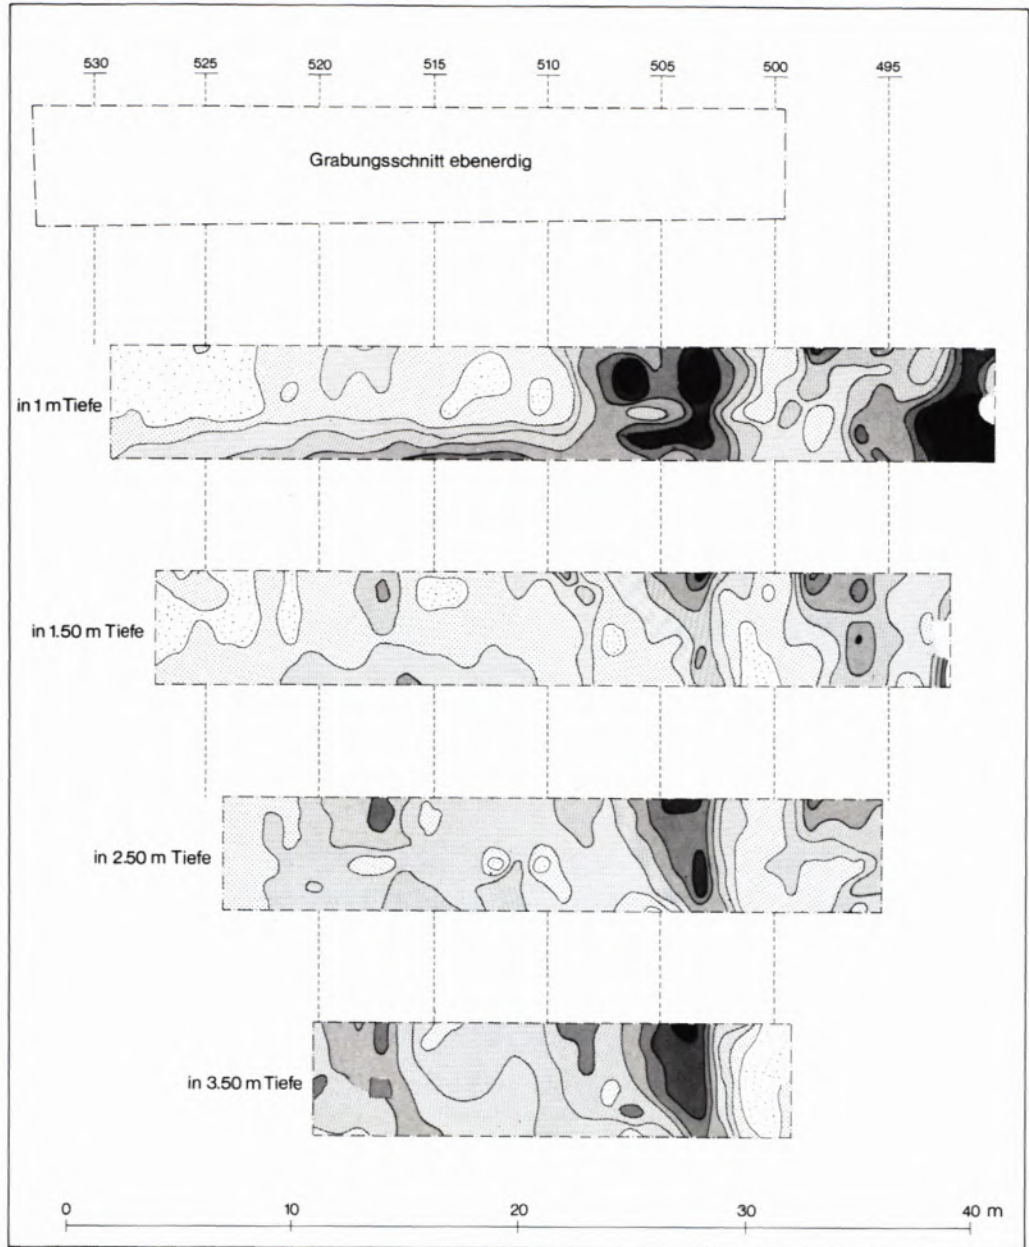 530 525 520 515 510 505 500 495
Grabungsschnitt ebenerdig
in 1 m Tiefe
in 1.50 m Tiefe
in 2.50 m Tiefe
in 3.50 m Tiefe
0 10 20 30 40 m